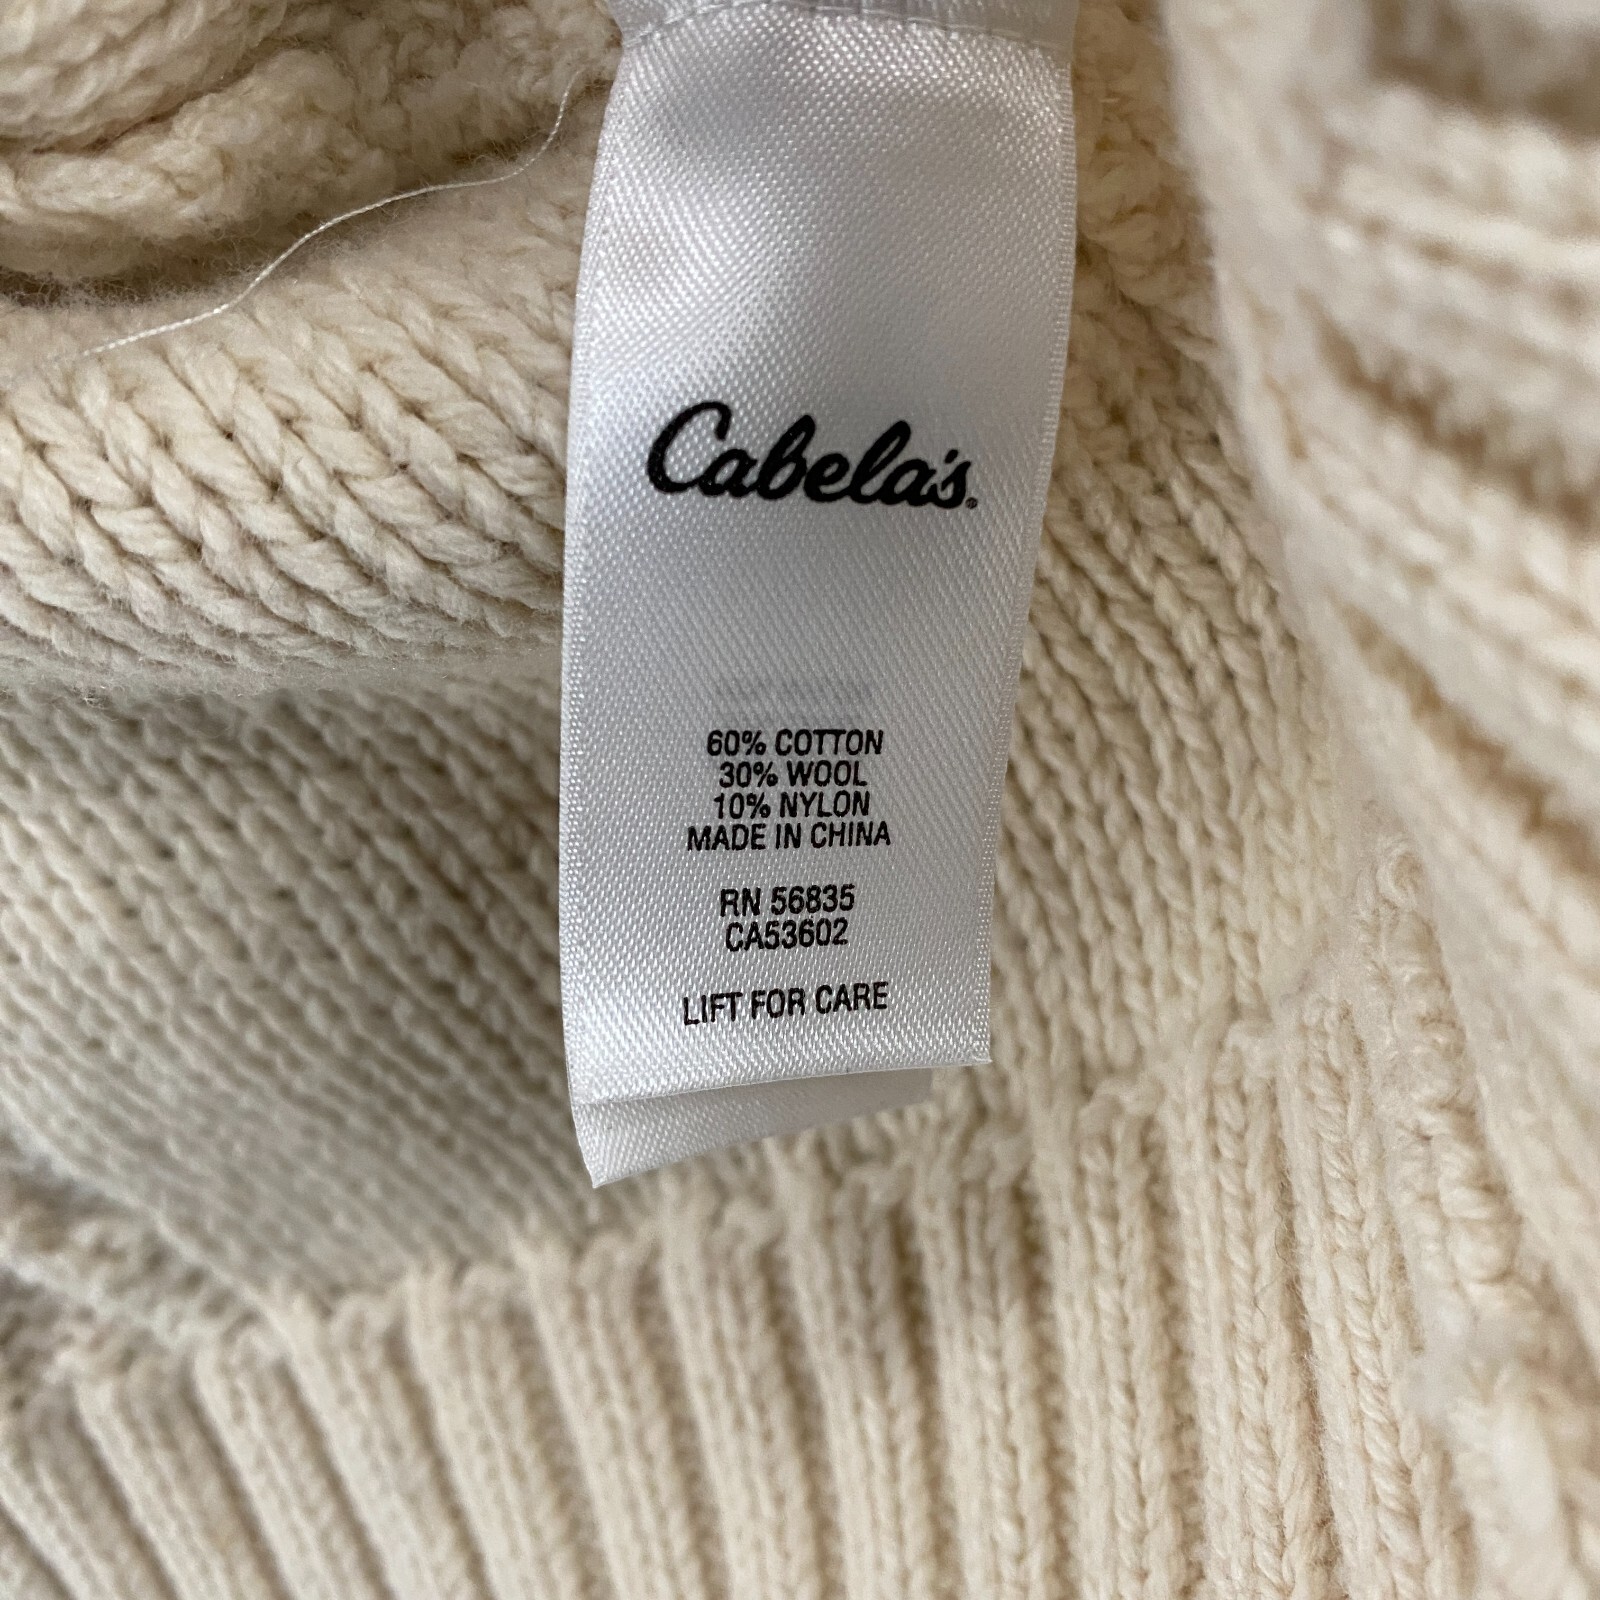 Cabela's®
60% COTTON
30% WOOL
10% NYLON
MADE IN CHINA
RN 56835
CA53602
LIFT FOR CARE